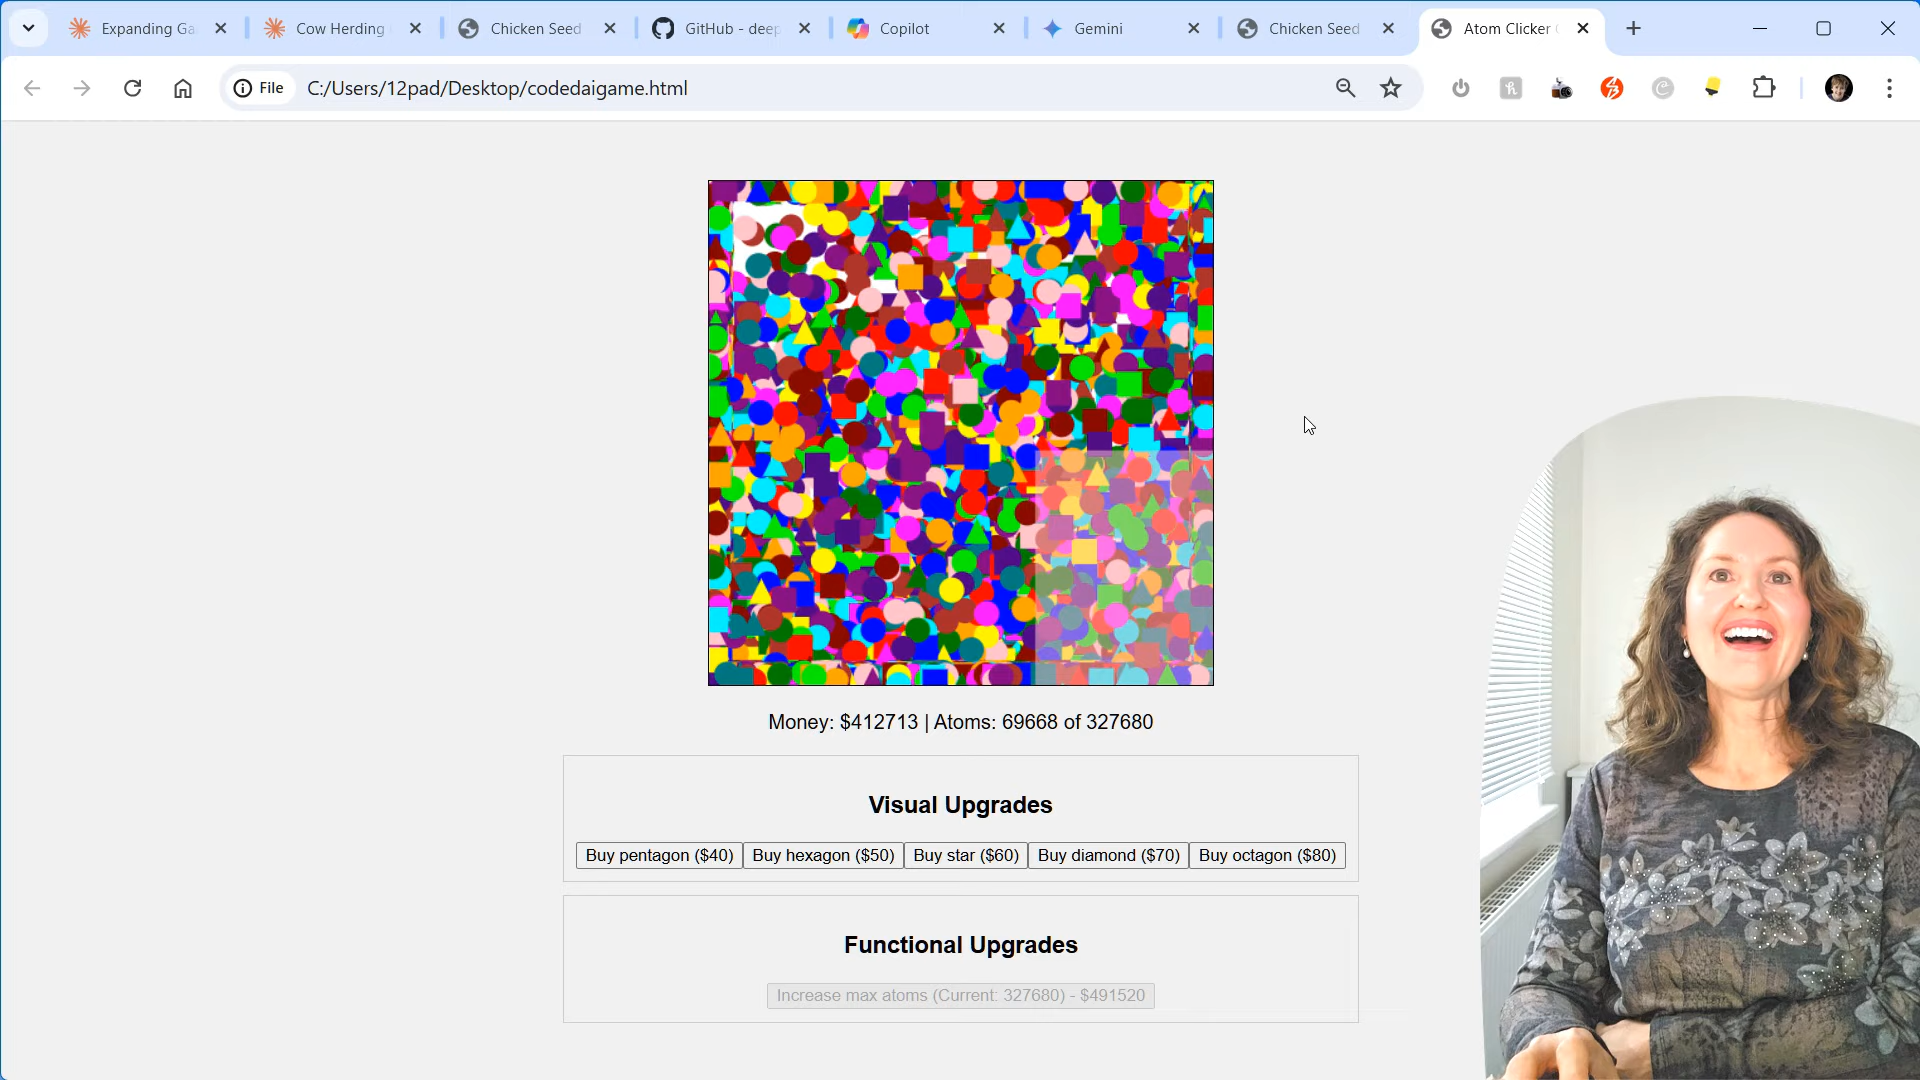 Expanding Ga
Cow Herding
Chicken Seed
GitHub - deep
Copilot
Gemini
Chicken Seed
Atom Clicker
File
C:/Users/12pad/Desktop/codedaigame.html
Money: $412713 | Atoms: 69668 of 327680
Visual Upgrades
Buy pentagon ($40)
Buy hexagon ($50)
Buy star ($60)
Buy diamond ($70)
Buy octagon ($80)
Functional Upgrades
Increase max atoms (Current: 327680) - $491520